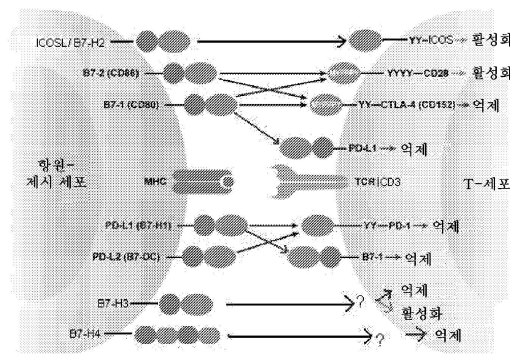 ICOSL/ B7-H2 YY-ICOS 활성화
B7-2 (CD86) YYYY-CD28 활성화
B7-1 (CD80) YY-CTLA-4 (CD152) 억제
PD-L1 억제
항원-
제시 세포
MHC TCR/CD3 T-세포
PD-L1 (B7-H1) YY-PD-1 억제
PD-L2 (B7-DC) B7-1 억제
B7-H3 ? 억제
활성화
B7-H4 ? 억제